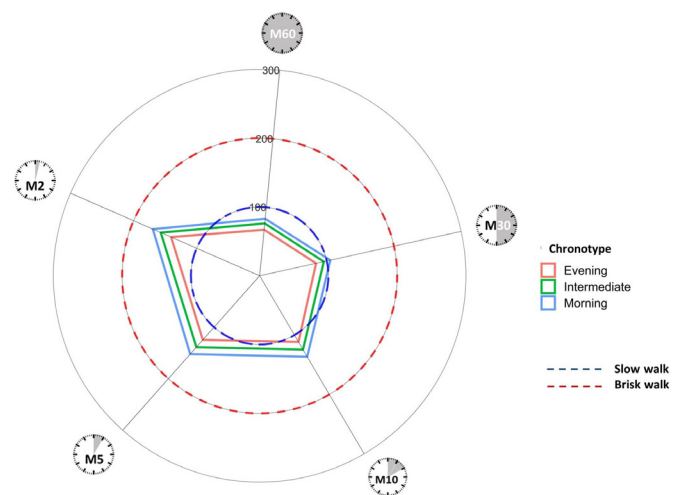 M60
300
200
100
M2
M30
Chronotype
Evening
Intermediate
Morning
Slow walk
Brisk walk
M5
M10